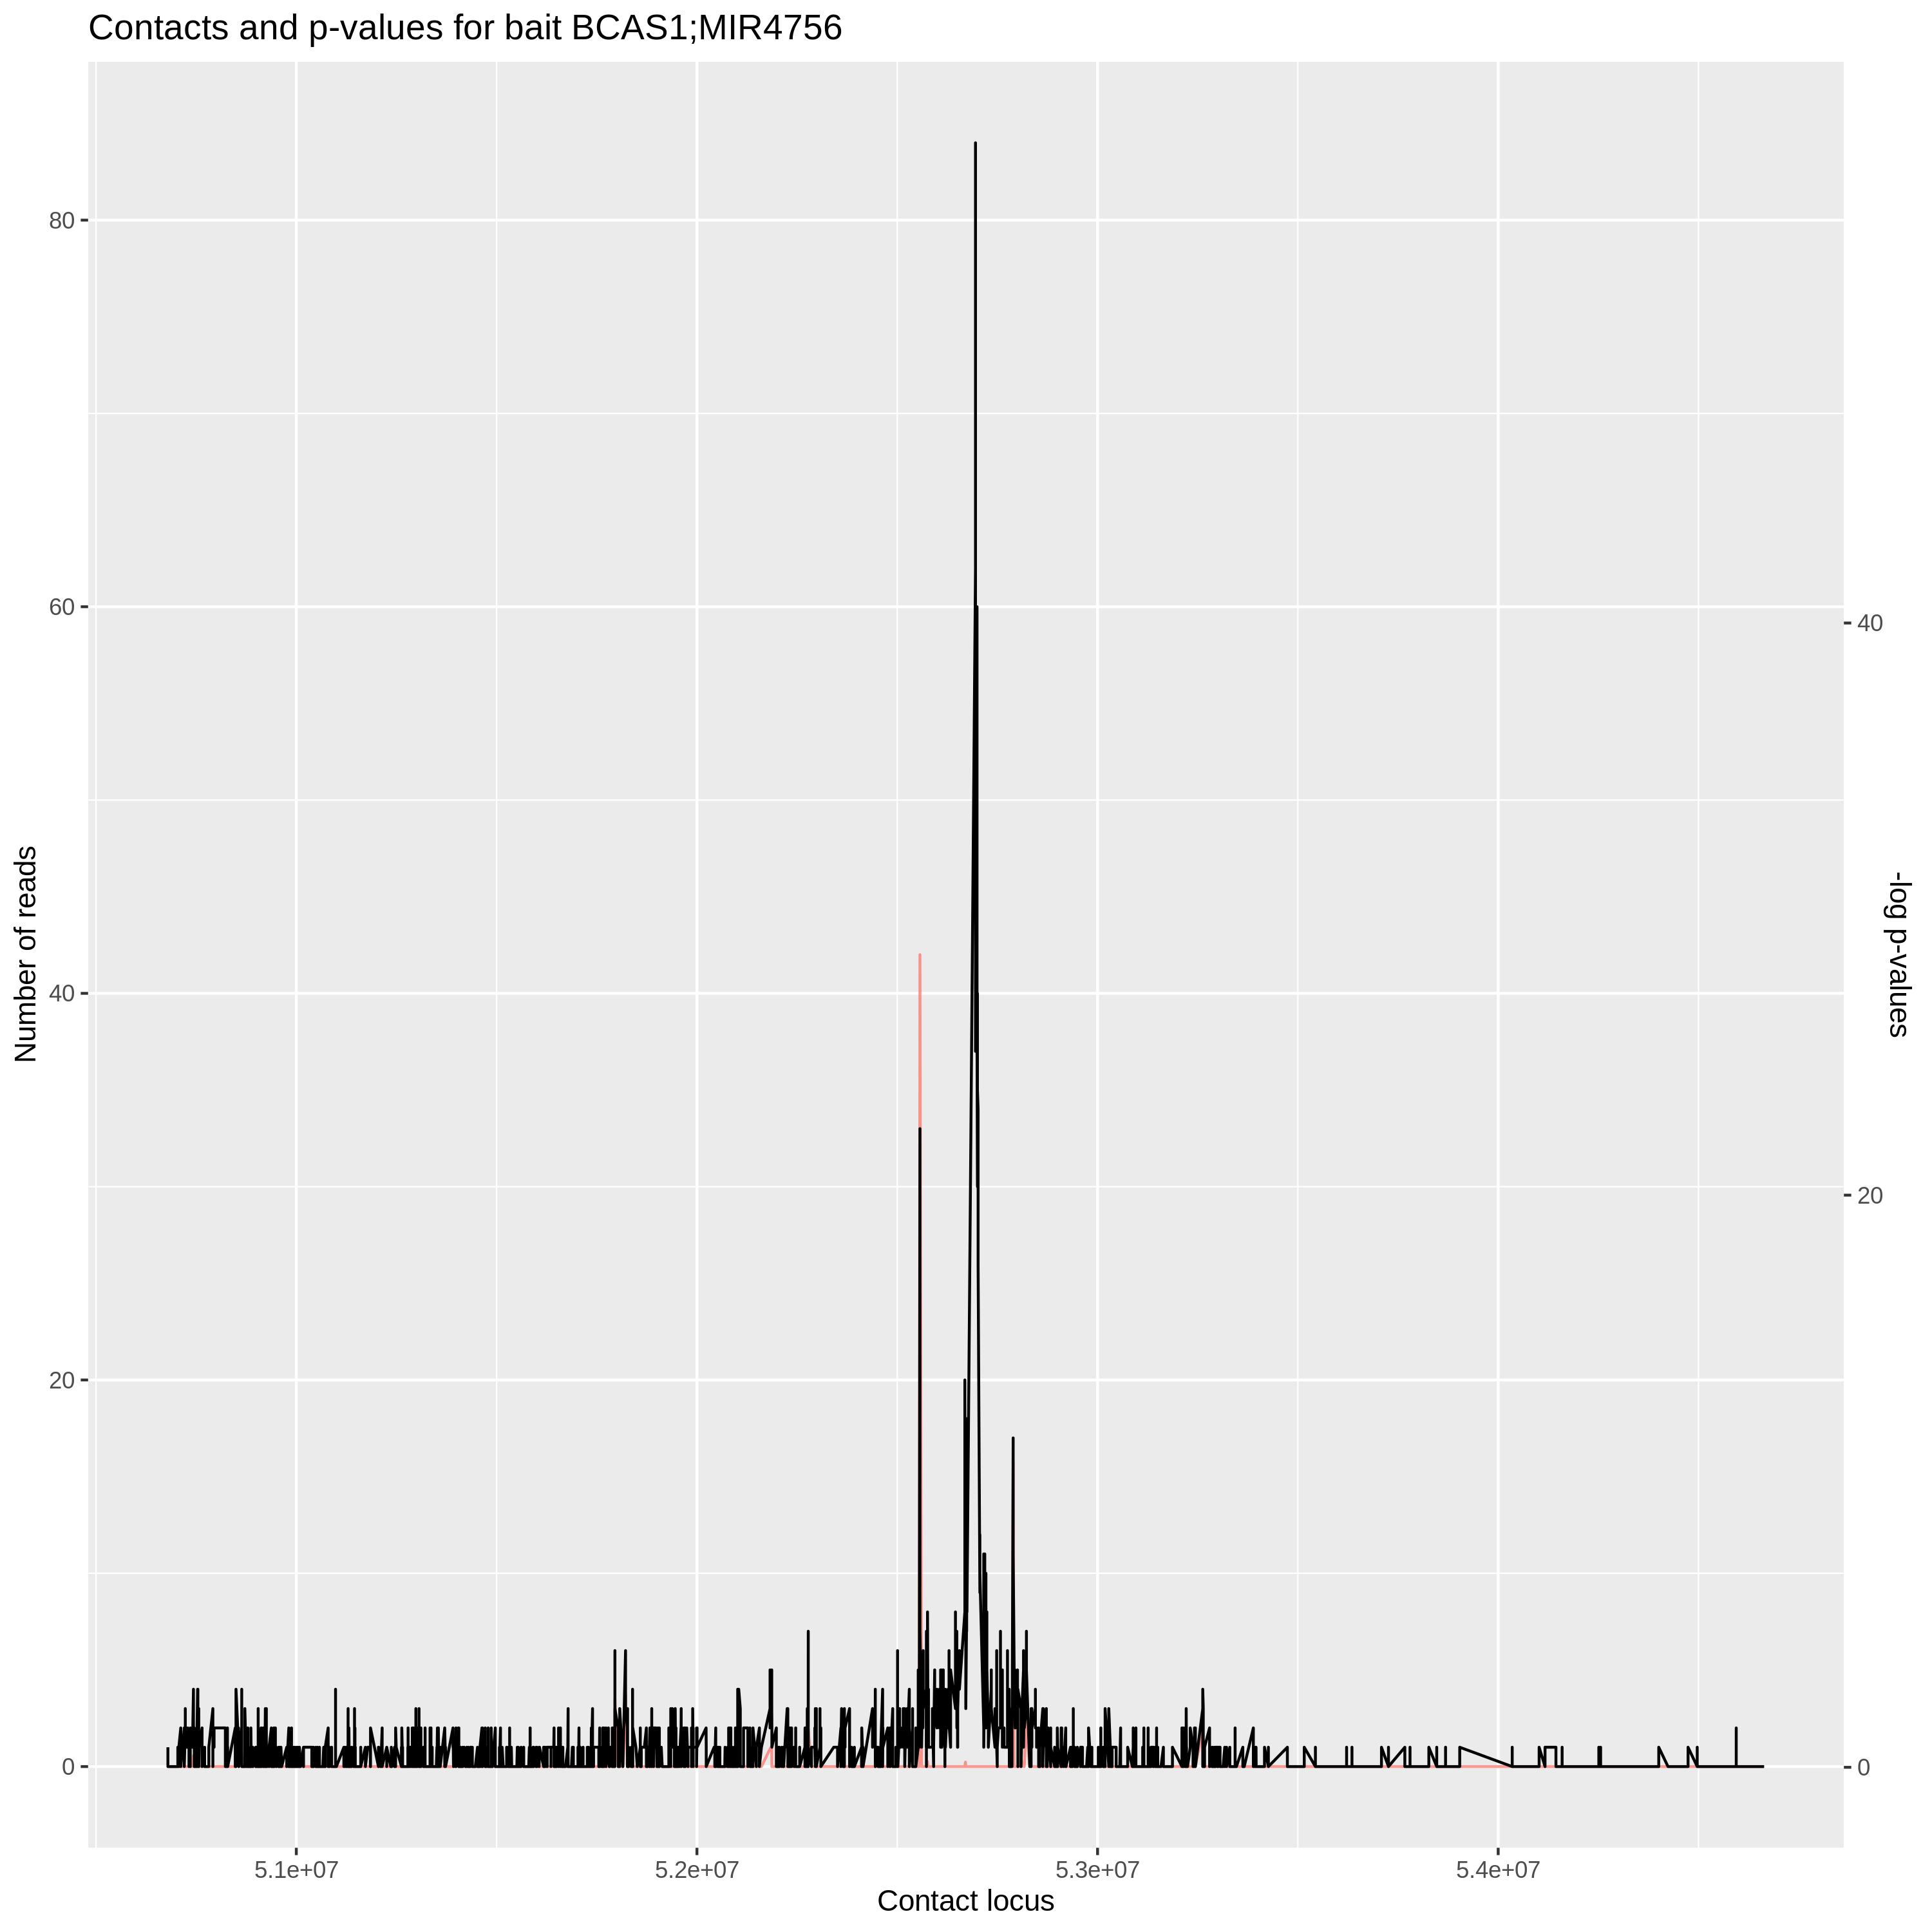 Contacts and p-values for bait BCAS1;MIR4756
80
60
40
20
0
Number of reads
40
20
0
-log p-values
5.1e+07
5.2e+07
5.3e+07
5.4e+07
Contact locus